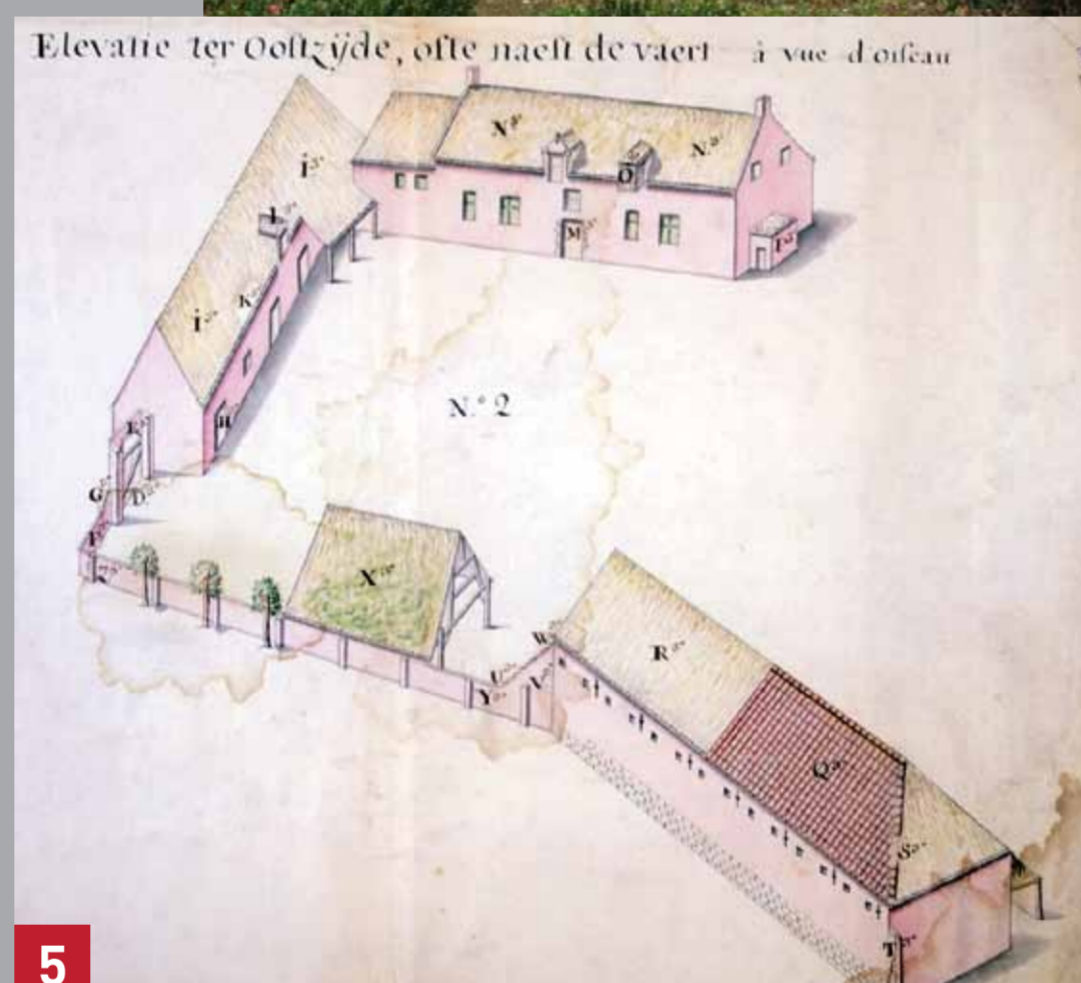 Elevatie ter Oostzijde, ofte naest de vaert à vue d'oiseau
N N
i O
I M P
K
i
H N.º 2
E
G D
F
X
W
R
U
Y V
Q
S
T
5